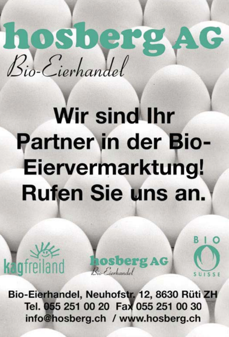 hosberg AG
Bio-Eierhandel
Wir sind Ihr
Partner in der Bio-
Eiervermarktung!
Rufen Sie uns an.
kagfreiland
hosberg AG
Bio-Eierhandel
BIO
SUISSE
Bio-Eierhandel, Neuhofstr. 12, 8630 Rüti ZH
Tel. 055 251 00 20 Fax 055 251 00 30
info@hosberg.ch / www.hosberg.ch